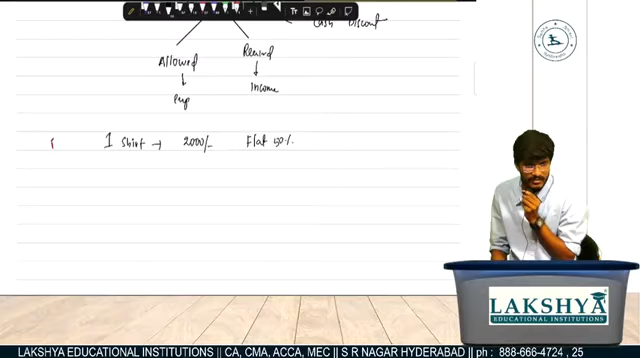 Cash Discount
Allowed Received
Exp Income
1 Shirt → 2000/- Flat 50%
LAKSHYA
EDUCATIONAL INSTITUTIONS
LAKSHYA EDUCATIONAL INSTITUTIONS || CA, CMA, ACCA, MEC || S R NAGAR HYDERABAD || ph : 888-666-4724 , 25